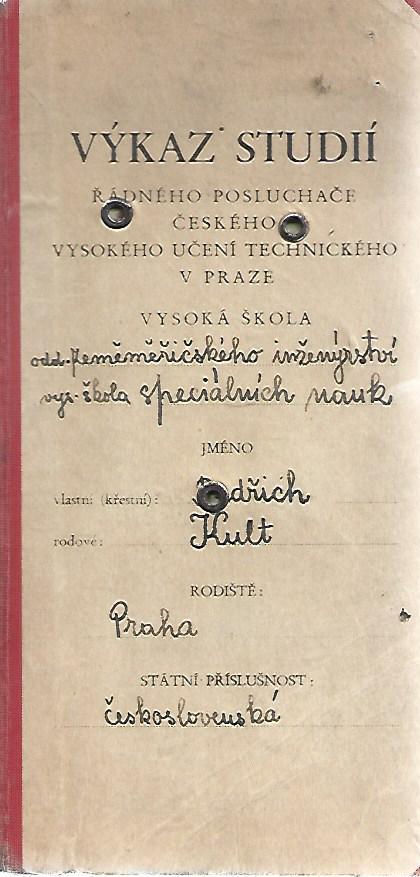 VÝKAZ STUDIÍ
ŘÁDNÉHO POSLUCHAČE
ČESKÉHO
VYSOKÉHO UČENÍ TECHNICKÉHO
V PRAZE
VYSOKÁ ŠKOLA
odd. zeměměřičského inženýrství
vys. škola speciálních nauk
JMÉNO
vlastní (křestní):
rodové: Kult
RODIŠTĚ:
Praha
STÁTNÍ PŘÍSLUŠNOST:
československá